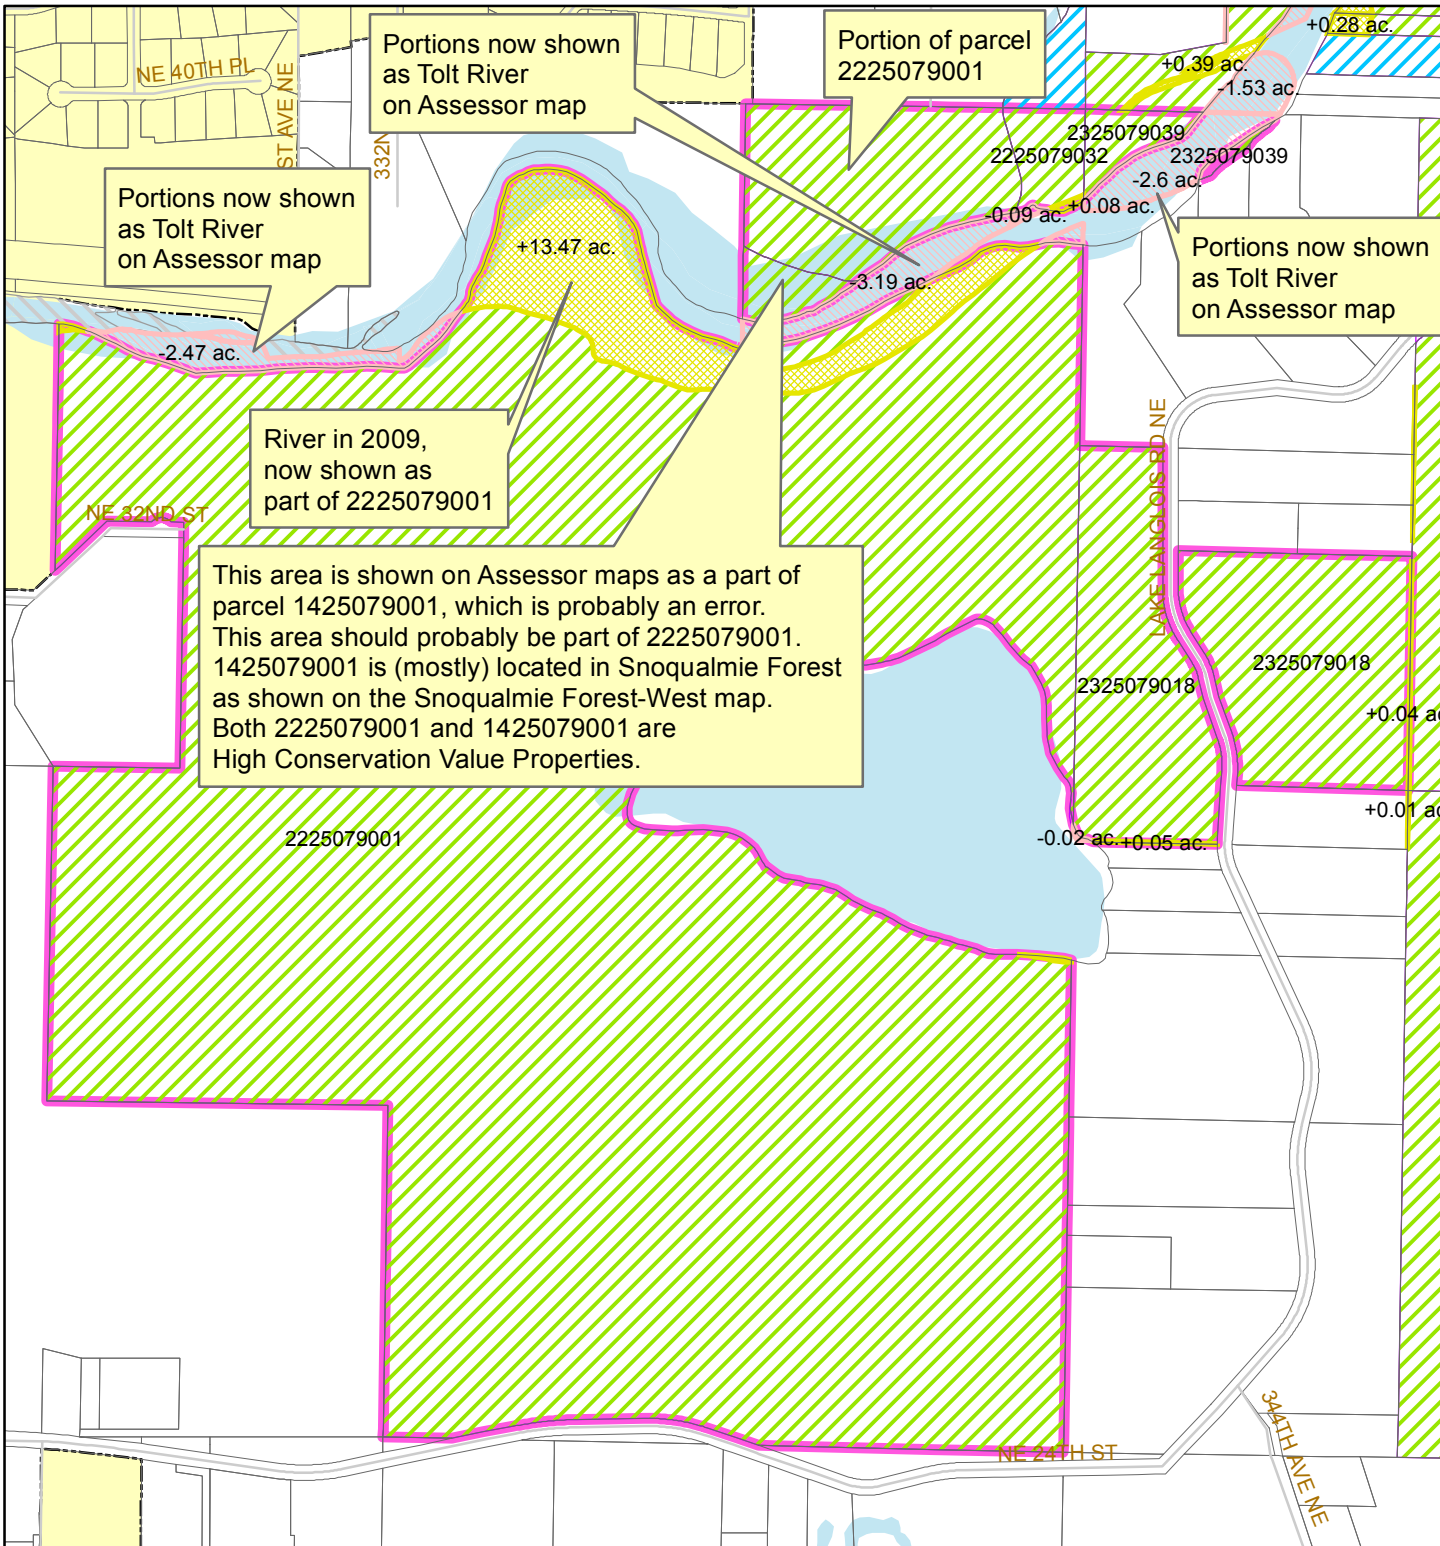 +0.28 ac.
Portions now shown
as Tolt River
on Assessor map
Portion of parcel
2225079001
NE 40TH PL
+0.39 ac.
-1.53 ac.
ST AVE NE
332N
2325079039
2225079032
2325079039
-2.6 ac.
Portions now shown
as Tolt River
on Assessor map
-0.09 ac.
+0.08 ac.
+13.47 ac.
Portions now shown
as Tolt River
on Assessor map
-3.19 ac.
-2.47 ac.
River in 2009,
now shown as
part of 2225079001
LAKE LANGLOIS RD NE
NE 32ND ST
This area is shown on Assessor maps as a part of
parcel 1425079001, which is probably an error.
This area should probably be part of 2225079001.
1425079001 is (mostly) located in Snoqualmie Forest
as shown on the Snoqualmie Forest-West map.
Both 2225079001 and 1425079001 are
High Conservation Value Properties.
2325079018
2325079018
+0.04 ac
+0.01 ac
2225079001
-0.02 ac.
+0.05 ac.
344TH AVE NE
NE 24TH ST